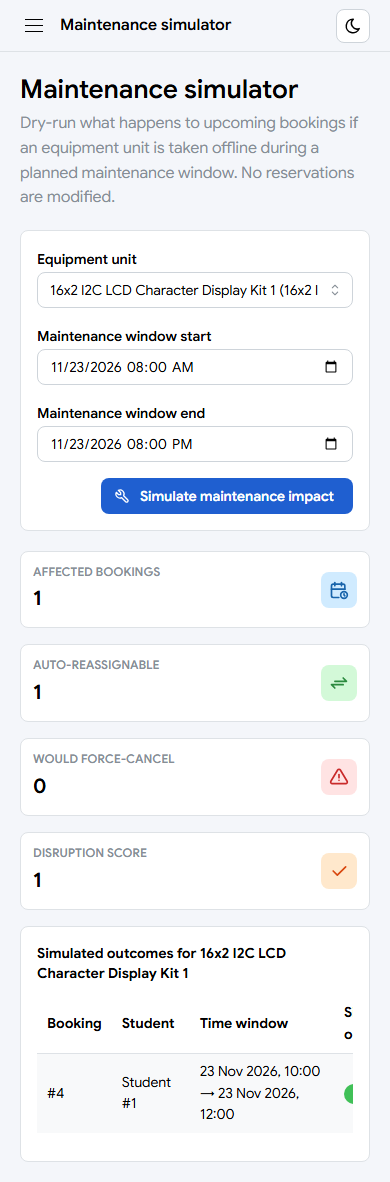 Maintenance simulator
Maintenance simulator
Dry-run what happens to upcoming bookings if
an equipment unit is taken offline during a
planned maintenance window. No reservations
are modified.
Equipment unit
16x2 I2C LCD Character Display Kit 1 (16x2 I
Maintenance window start
11/23/2026 08:00 AM
Maintenance window end
11/23/2026 08:00 PM
Simulate maintenance impact
AFFECTED BOOKINGS
1
AUTO-REASSIGNABLE
1
WOULD FORCE-CANCEL
0
DISRUPTION SCORE
1
Simulated outcomes for 16x2 I2C LCD
Character Display Kit 1
Booking Student Time window S
o
#4 Student
#1
23 Nov 2026, 10:00
→ 23 Nov 2026,
12:00